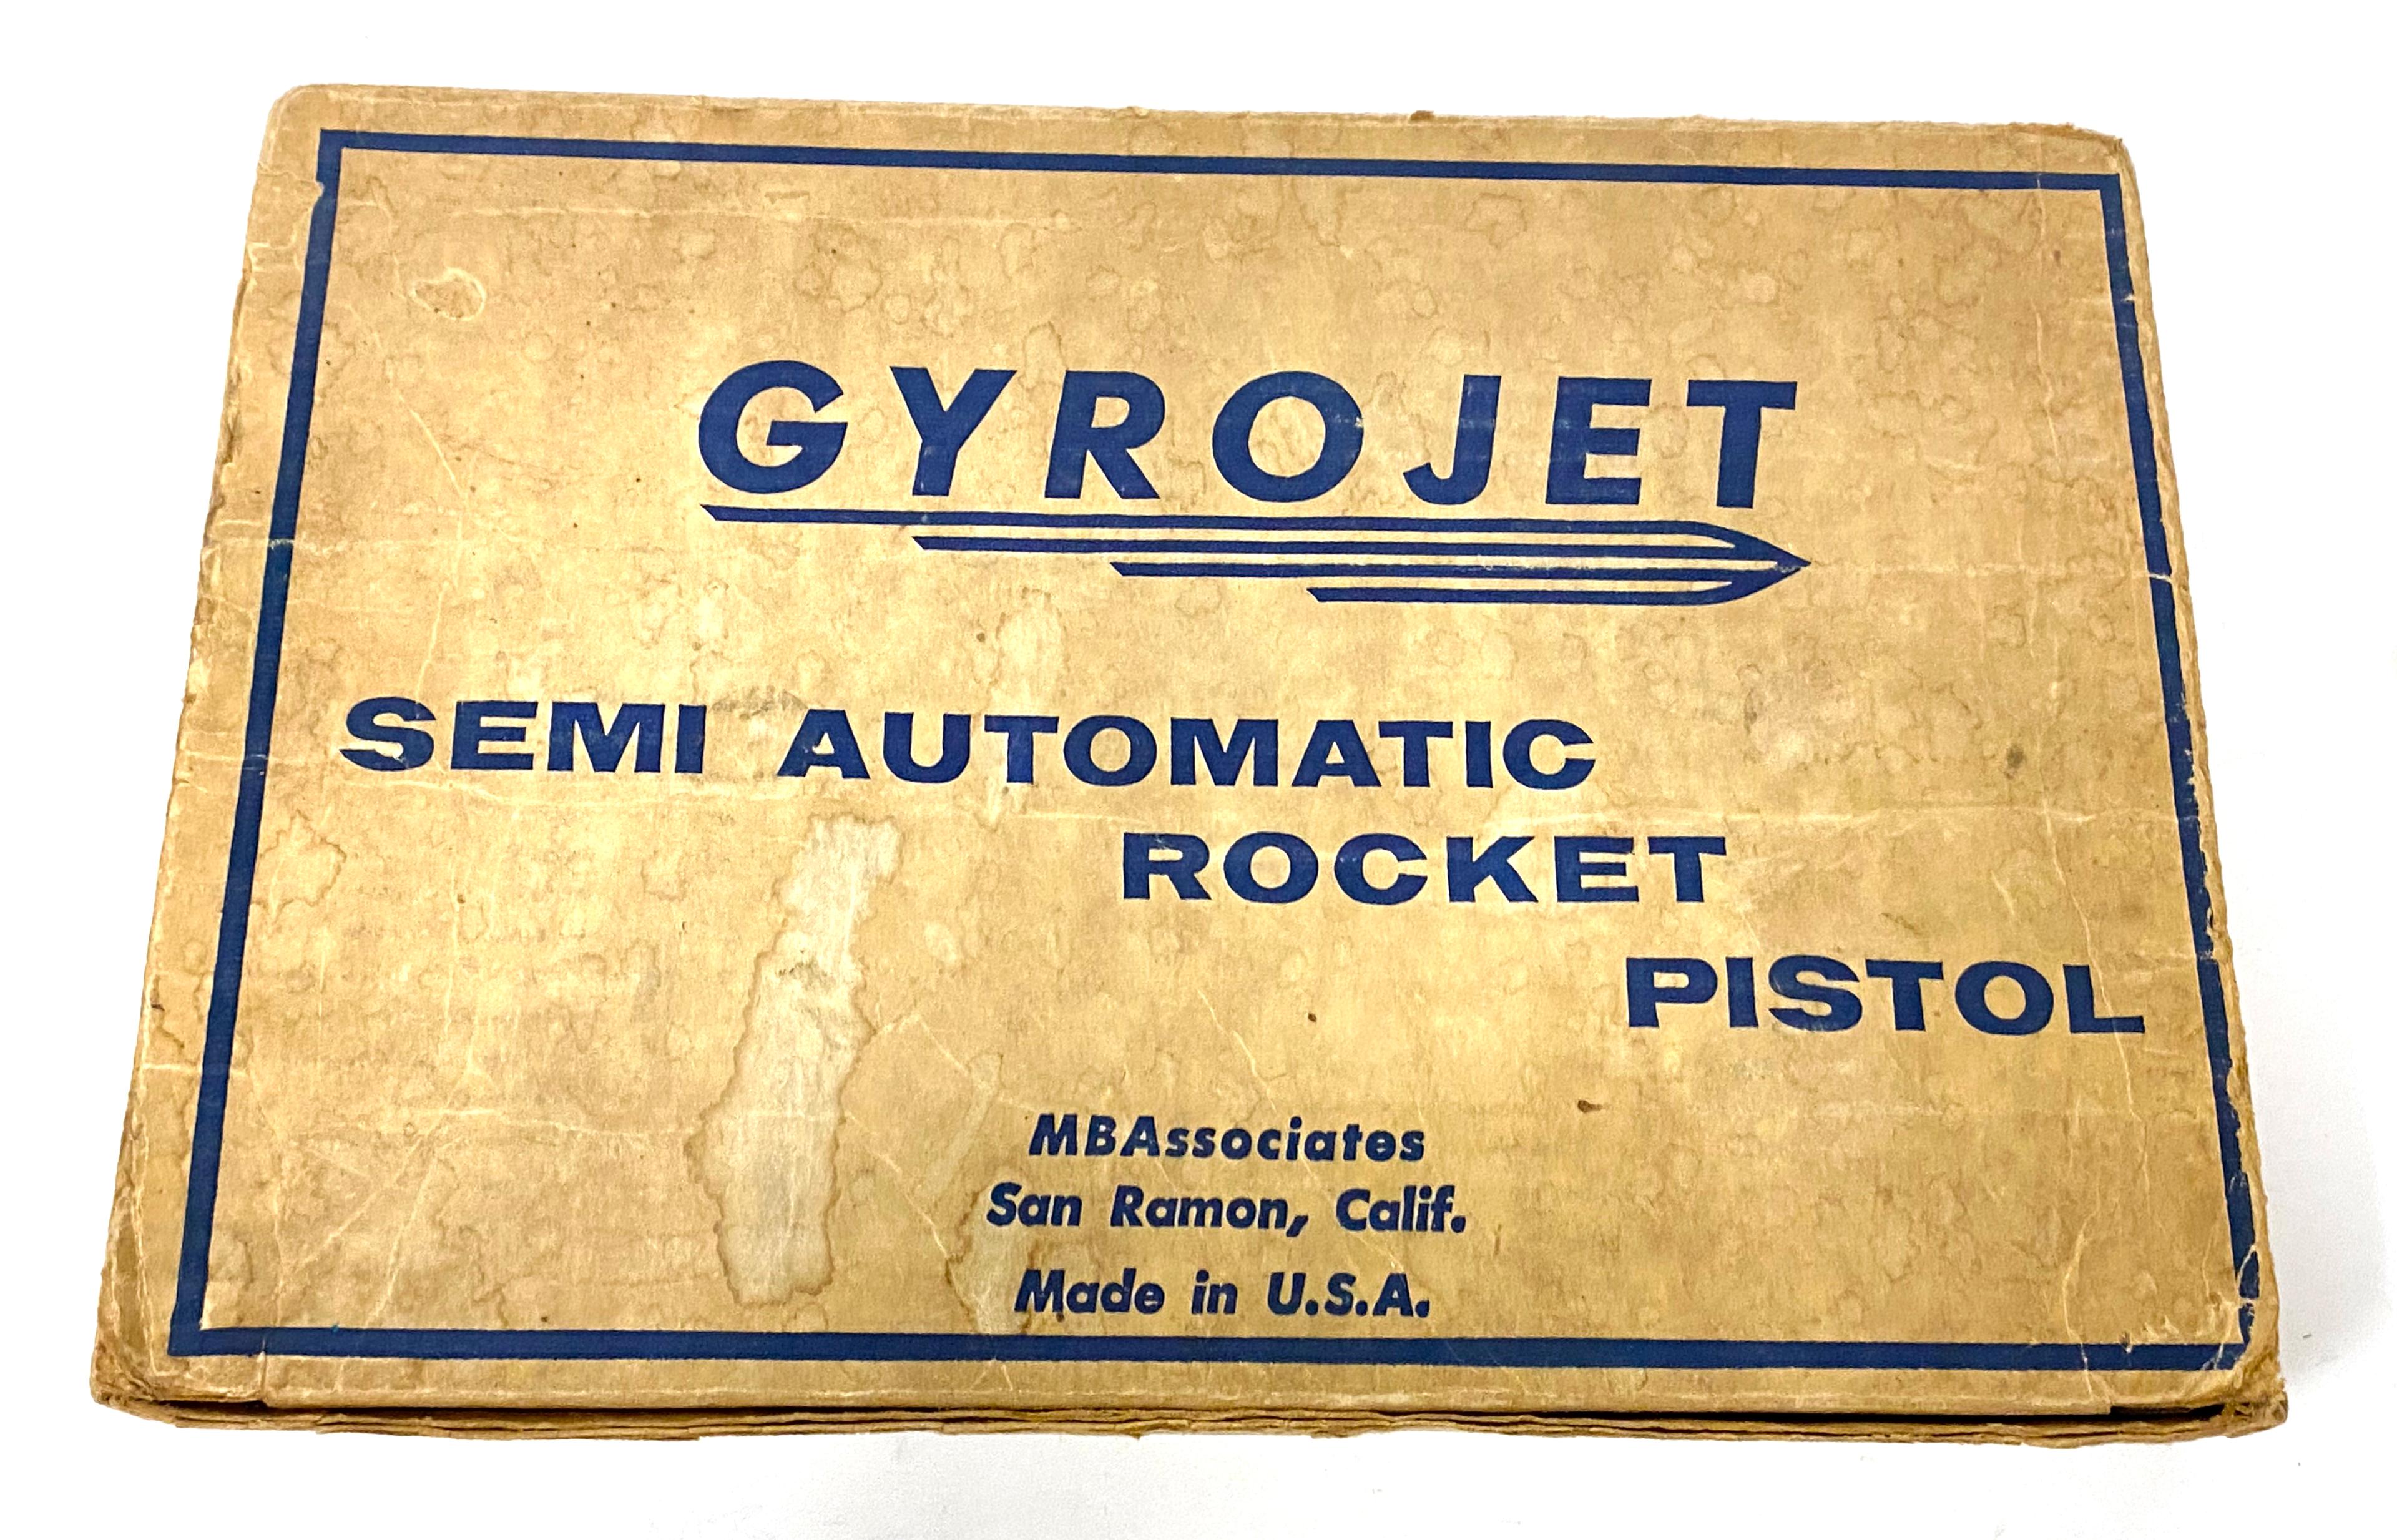 GYROJET
SEMI AUTOMATIC
ROCKET
PISTOL
MBAssociates
San Ramon, Calif.
Made in U.S.A.